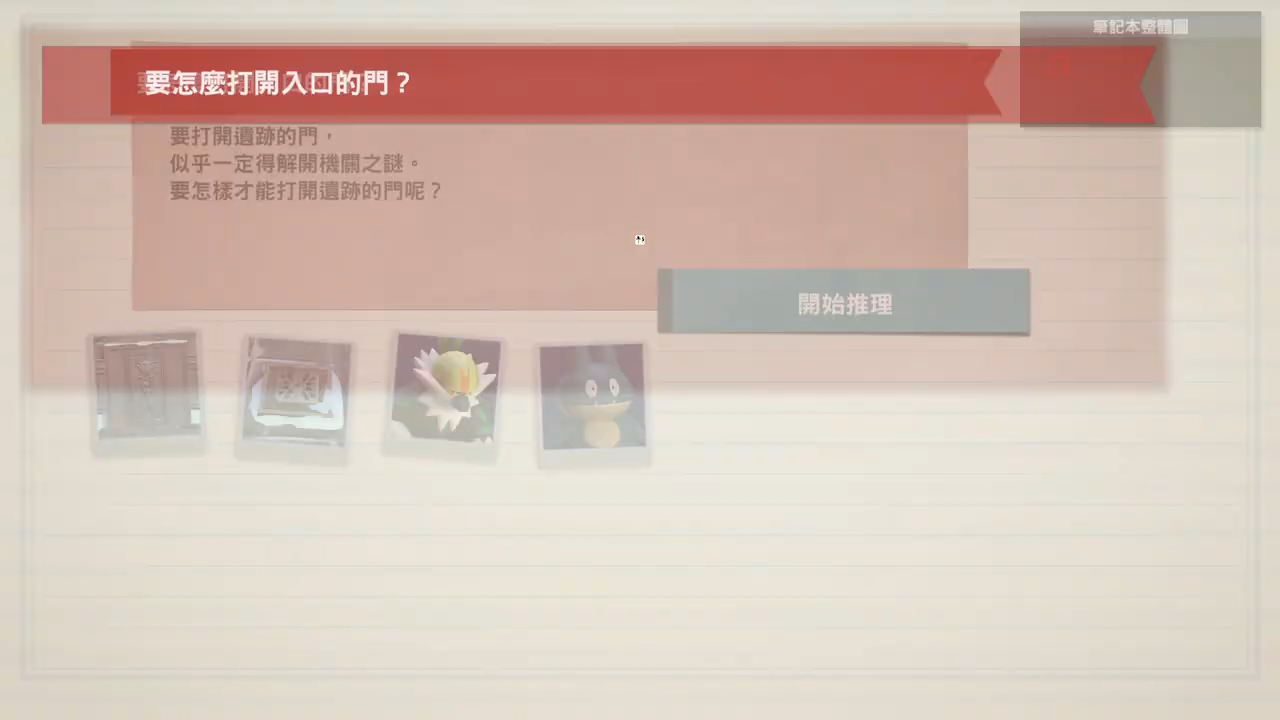 筆記本整體圖
要怎麼打開入口的門？
要打開遺跡的門，
似乎一定得解開機關之謎。
要怎樣才能打開遺跡的門呢？
開始推理